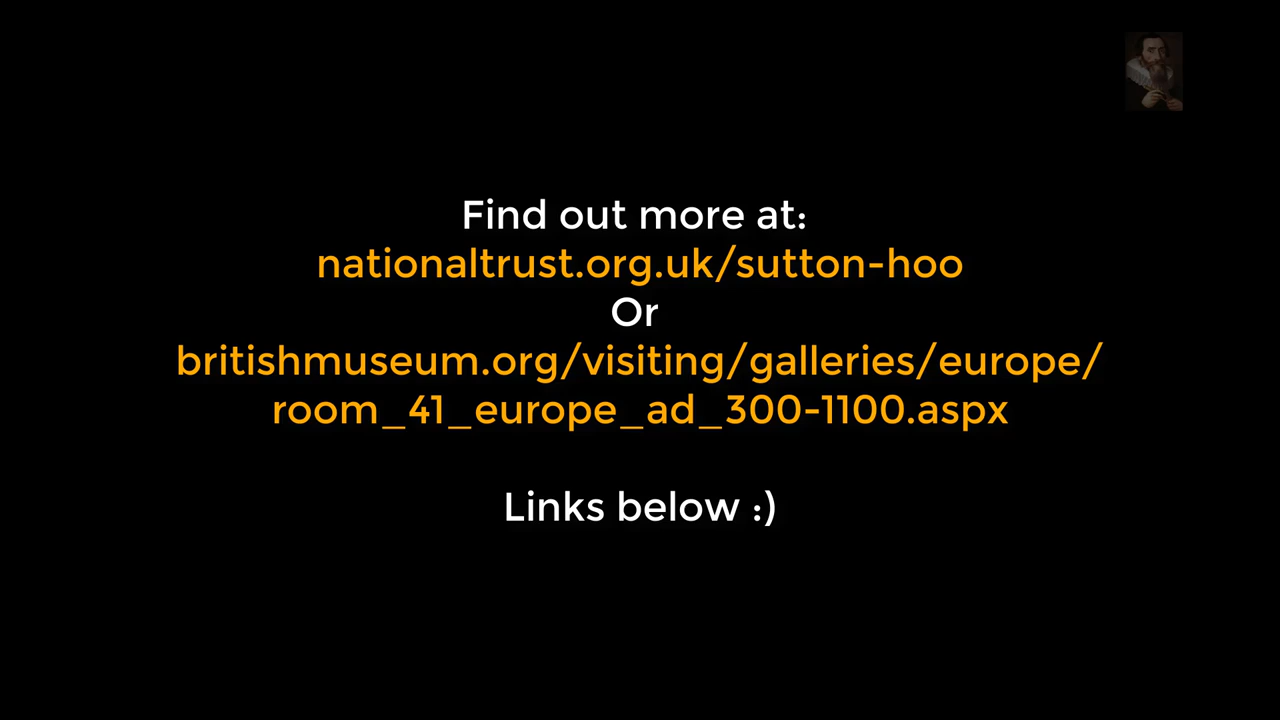 Find out more at:
nationaltrust.org.uk/sutton-hoo
Or
britishmuseum.org/visiting/galleries/europe/
room_41_europe_ad_300-1100.aspx
Links below :)